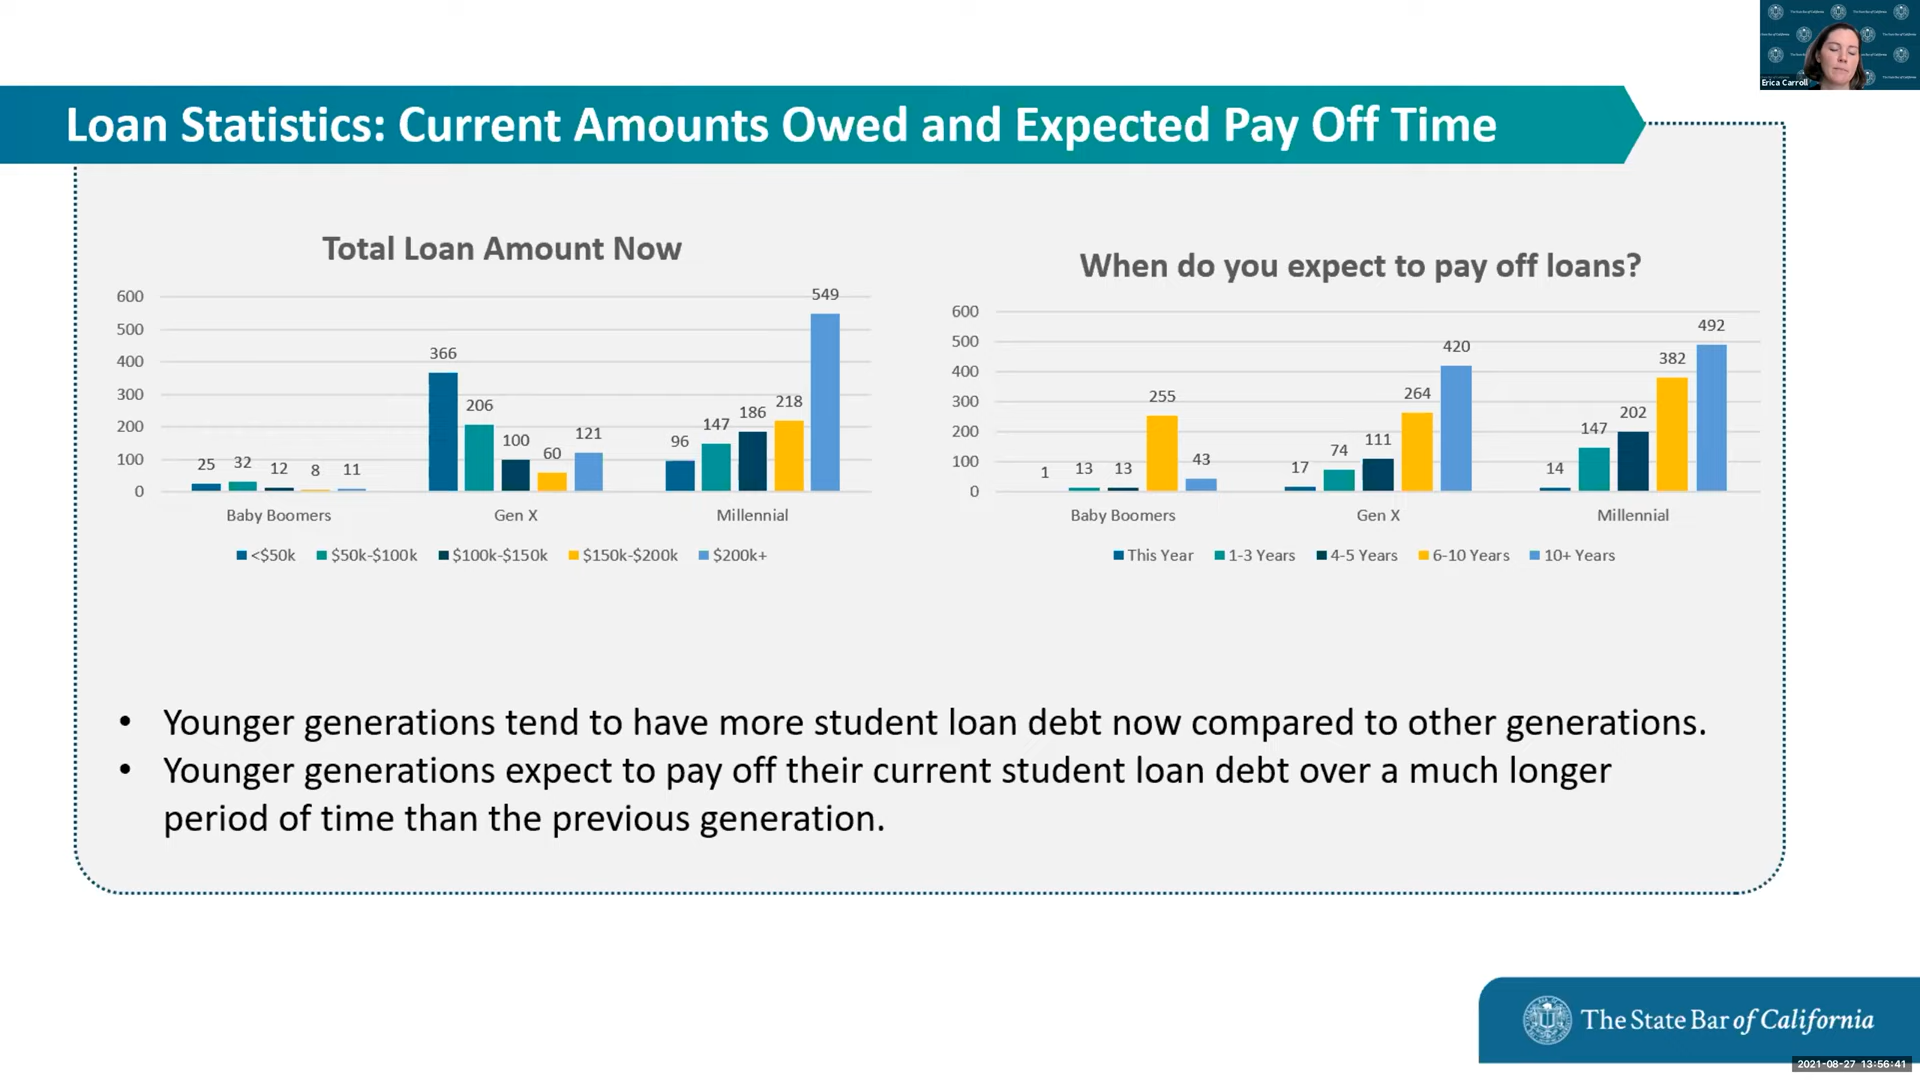 Erica Carroll
Loan Statistics: Current Amounts Owed and Expected Pay Off Time
Total Loan Amount Now
600
500
400
300
200
100
0
25 32 12 8 11
366 206 100 60 121
96 147 186 218 549
Baby Boomers Gen X Millennial
<$50k $50k-$100k $100k-$150k $150k-$200k $200k+
When do you expect to pay off loans?
600
500
400
300
200
100
0
1 13 13 255 43
17 74 111 264 420
14 147 202 382 492
Baby Boomers Gen X Millennial
This Year 1-3 Years 4-5 Years 6-10 Years 10+ Years
• Younger generations tend to have more student loan debt now compared to other generations.
• Younger generations expect to pay off their current student loan debt over a much longer
period of time than the previous generation.
The State Bar of California
2021-08-27 13:56:41